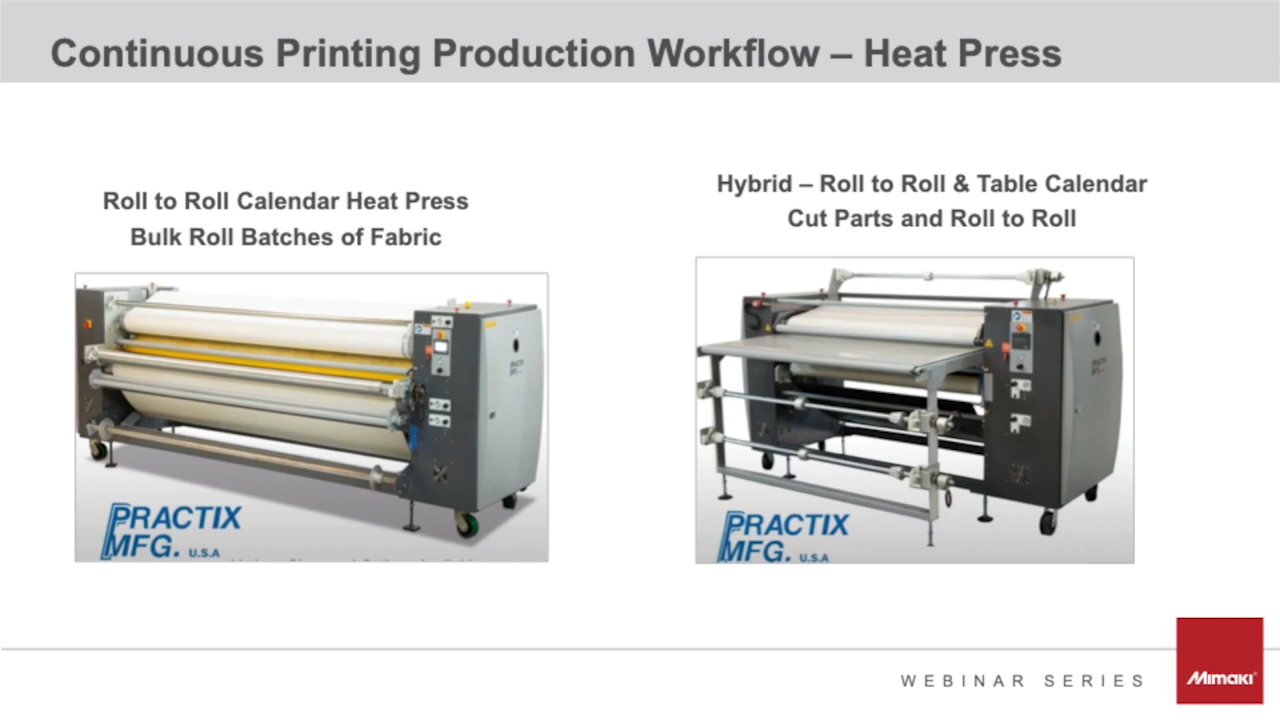 Continuous Printing Production Workflow – Heat Press
Roll to Roll Calendar Heat Press
Bulk Roll Batches of Fabric
Hybrid – Roll to Roll & Table Calendar
Cut Parts and Roll to Roll
PRACTIX
MFG. U.S.A
PRACTIX
MFG. U.S.A
WEBINAR SERIES
Mimaki